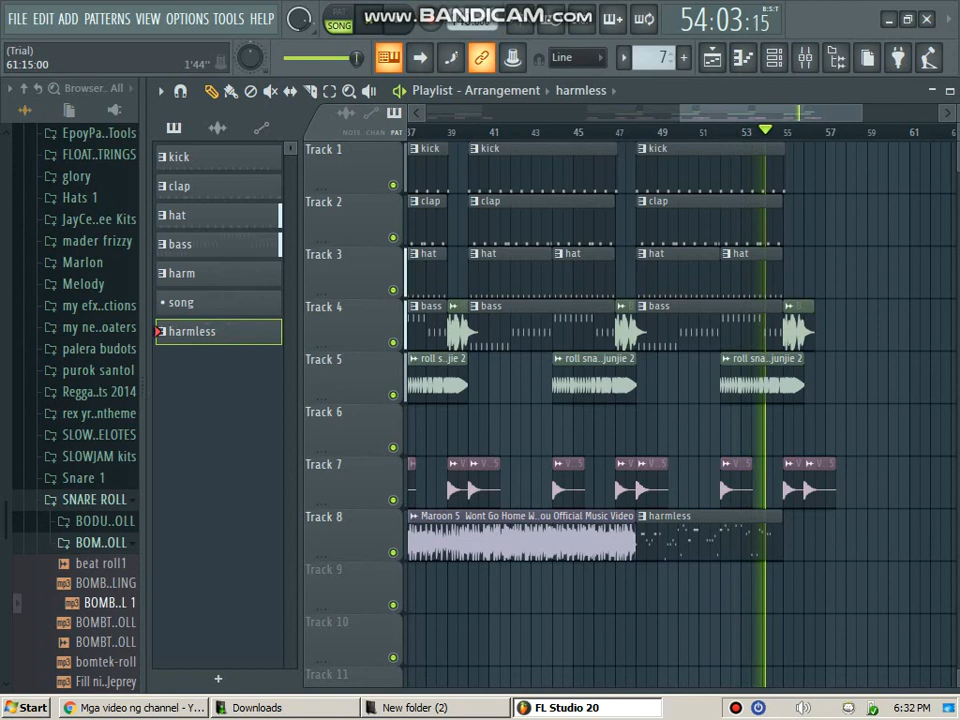 FILE EDIT ADD PATTERNS VIEW OPTIONS TOOLS HELP
PAT
SONG
www.BANDICAM.com
54:03:15
B:S:T
(Trial)
61:15:00
1'44"
Line
7
Browser.. All
Playlist - Arrangement
harmless
NOTE CHAN PAT
37 39 41 43 45 47 49 51 53 55 57 59 61
EpoyPa..Tools
FLOAT..TRINGS
glory
Hats 1
JayCe..ee Kits
mader frizzy
Marlon
Melody
my efx..ctions
my ne..oaters
palera budots
purok santol
Regga..ts 2014
rex yr..ntheme
SLOW..ELOTES
SLOWJAM kits
Snare 1
SNARE ROLL
BODU..OLL
BOM..OLL
beat roll1
BOMB..LING
BOMB..L 1
BOMBT..OLL
BOMBT..OLL
bomtek-roll
Fill ni..Jeprey
kick
clap
hat
bass
harm
song
harmless
Track 1
kick kick kick
Track 2
clap clap clap
Track 3
hat hat hat hat hat
Track 4
bass bass bass
Track 5
roll s..jie 2 roll sna..junjie 2 roll sna..junjie 2
Track 6
Track 7
Track 8
Maroon 5 Wont Go Home W..ou Official Music Video harmless
Track 9
Track 10
Track 11
Start
Mga video ng channel - Y...
Downloads
New folder (2)
FL Studio 20
6:32 PM